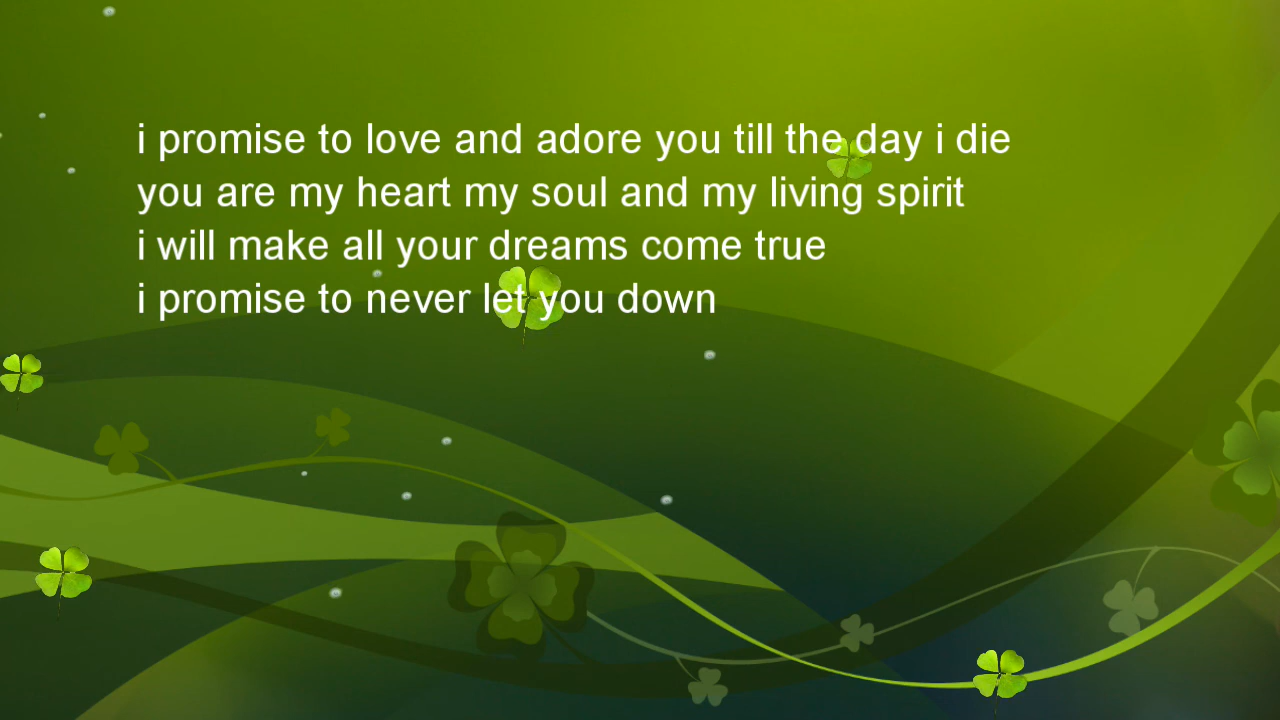 i promise to love and adore you till the day i die
you are my heart my soul and my living spirit
i will make all your dreams come true
i promise to never let you down